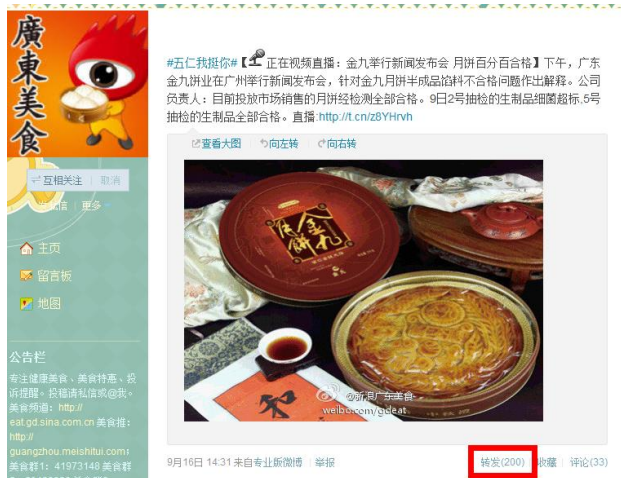 廣東美食
互相关注 | 取消
私信 | 更多
主页
留言板
地图
公告栏
专注健康美食、美食特惠、投
诉提醒。投稿请私信或@我。
美食频道：http://
eat.gd.sina.com.cn 美食推：
http://
guangzhou.meishitui.com；
美食群1：41973148 美食群
#五仁我挺你#【正在视频直播：金九举行新闻发布会 月饼百分百合格】下午，广东
金九饼业在广州举行新闻发布会，针对金九月饼半成品馅料不合格问题作出解释。公司
负责人：目前投放市场销售的月饼经检测全部合格。9日2号抽检的生制品细菌超标,5号
抽检的生制品全部合格。直播:http://t.cn/z8YHrvh
查看大图 向左转 向右转
金九
月饼
和
@新浪广东美食
weibo.com/gdeat
9月16日 14:31 来自专业版微博 | 举报
转发(200) | 收藏 | 评论(33)